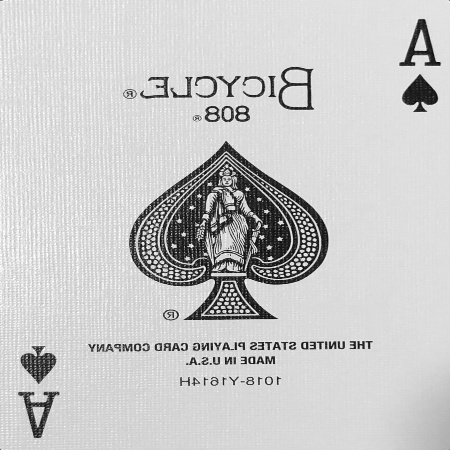 A
BICYCLE®
808®
®
THE UNITED STATES PLAYING CARD COMPANY
MADE IN U.S.A.
1018-Y1614H
A